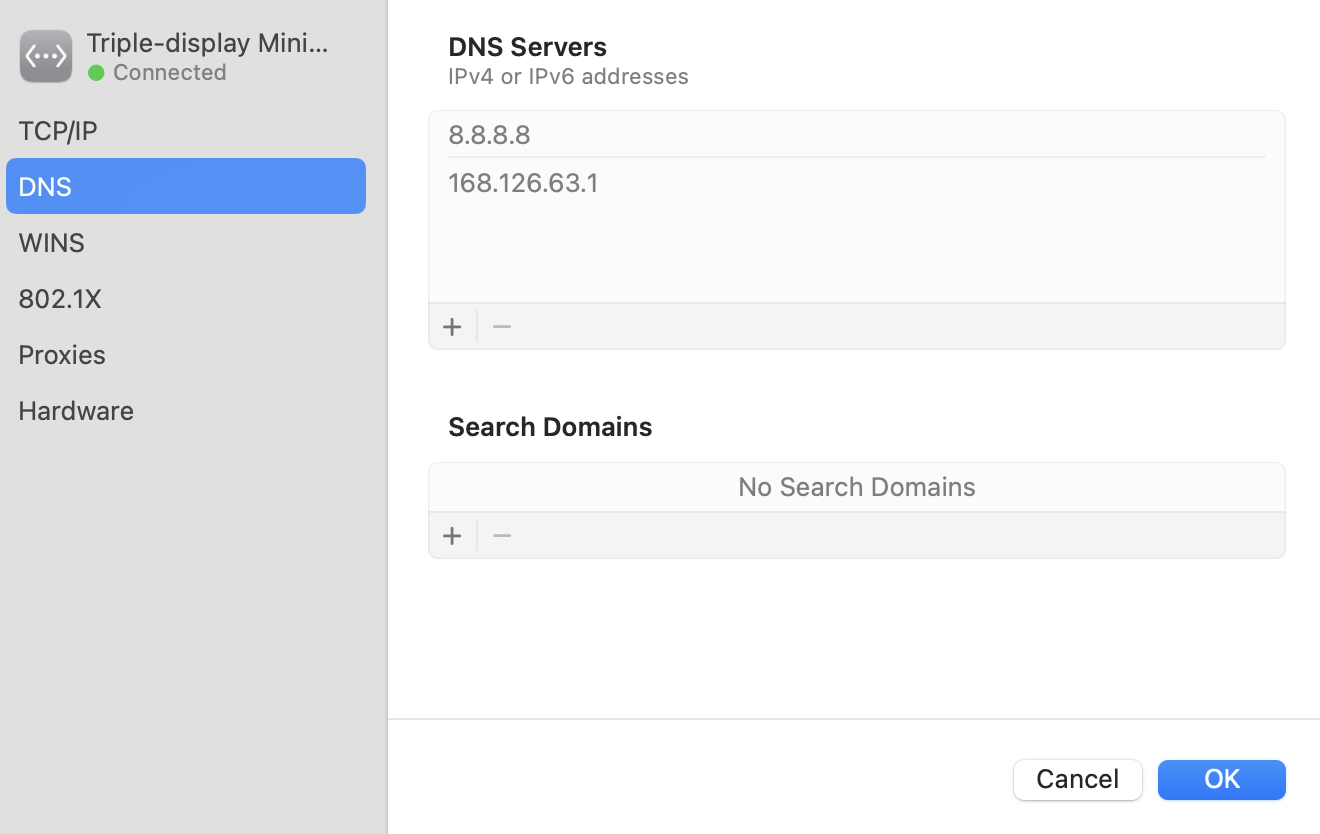 Triple-display Mini...
Connected
TCP/IP
DNS
WINS
802.1X
Proxies
Hardware
DNS Servers
IPv4 or IPv6 addresses
8.8.8.8
168.126.63.1
Search Domains
No Search Domains
Cancel
OK